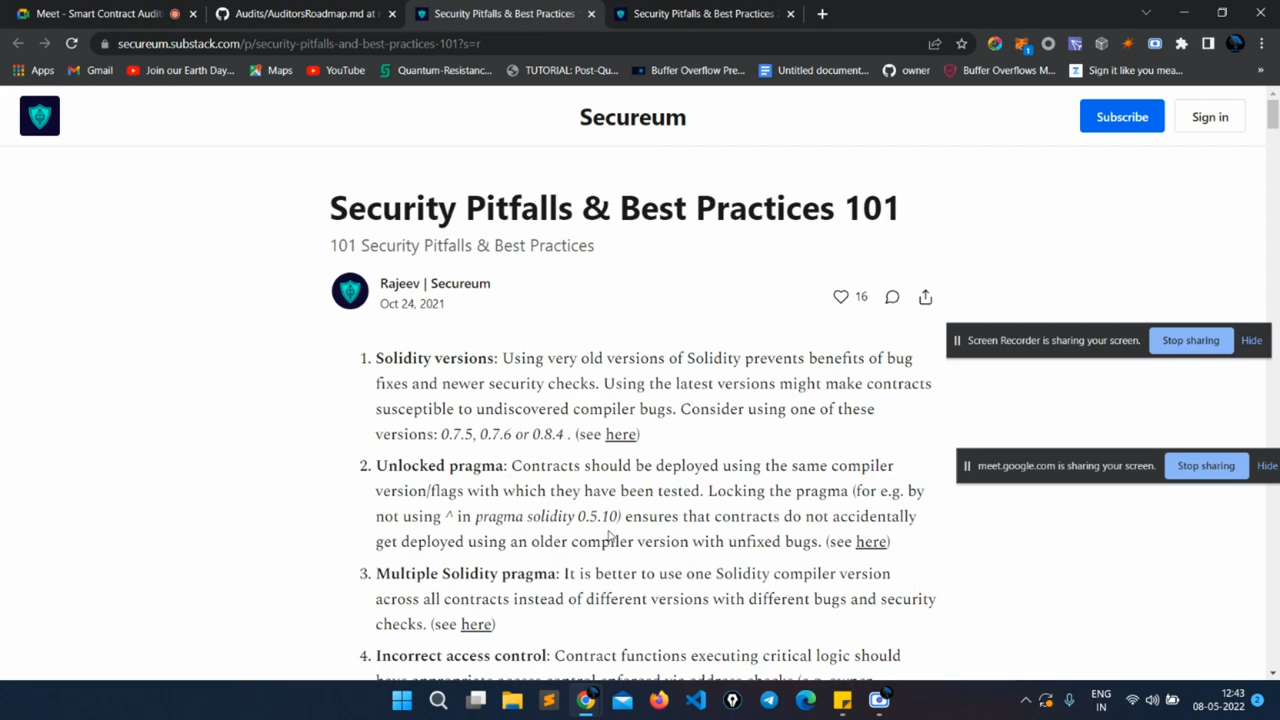 Meet - Smart Contract Audit
Audits/AuditorsRoadmap.md at
Security Pitfalls & Best Practices
Security Pitfalls & Best Practices
secureum.substack.com/p/security-pitfalls-and-best-practices-101?s=r
Apps
Gmail
Join our Earth Day...
Maps
YouTube
Quantum-Resistanc...
TUTORIAL: Post-Qu...
Buffer Overflow Pre...
Untitled document...
owner
Buffer Overflows M...
Sign it like you mea...
»
Secureum
Subscribe
Sign in
Security Pitfalls & Best Practices 101
101 Security Pitfalls & Best Practices
Rajeev | Secureum
Oct 24, 2021
16
Screen Recorder is sharing your screen.
Stop sharing
Hide
1. Solidity versions: Using very old versions of Solidity prevents benefits of bug
fixes and newer security checks. Using the latest versions might make contracts
susceptible to undiscovered compiler bugs. Consider using one of these
versions: 0.7.5, 0.7.6 or 0.8.4 . (see here)
2. Unlocked pragma: Contracts should be deployed using the same compiler
version/flags with which they have been tested. Locking the pragma (for e.g. by
not using ^ in pragma solidity 0.5.10) ensures that contracts do not accidentally
get deployed using an older compiler version with unfixed bugs. (see here)
meet.google.com is sharing your screen.
Stop sharing
Hide
3. Multiple Solidity pragma: It is better to use one Solidity compiler version
across all contracts instead of different versions with different bugs and security
checks. (see here)
4. Incorrect access control: Contract functions executing critical logic should
have appropriate access control enforced via address checks (e.g. owner,
ENG
IN
12:43
08-05-2022
2